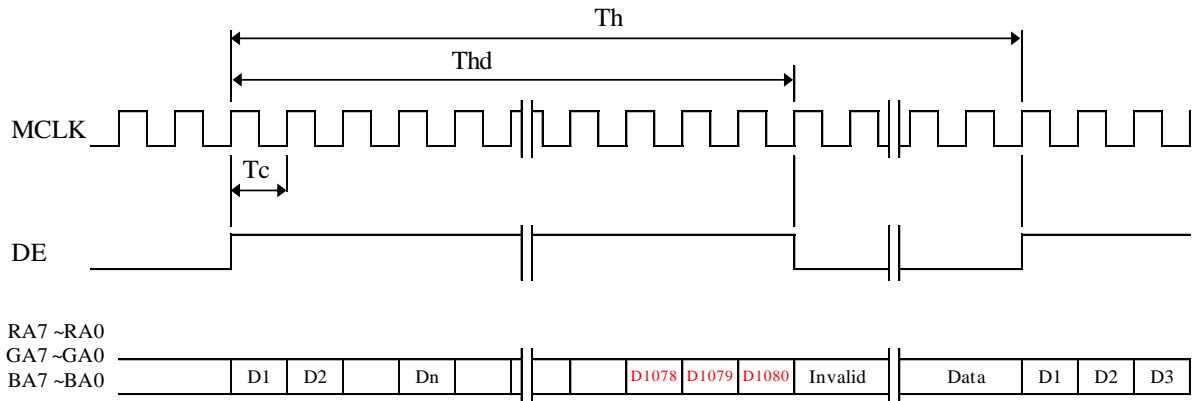 Th
Thd
MCLK
Tc
DE
RA7 ~RA0
GA7 ~GA0
BA7 ~BA0 D1 D2 Dn D1078 D1079 D1080 Invalid Data D1 D2 D3